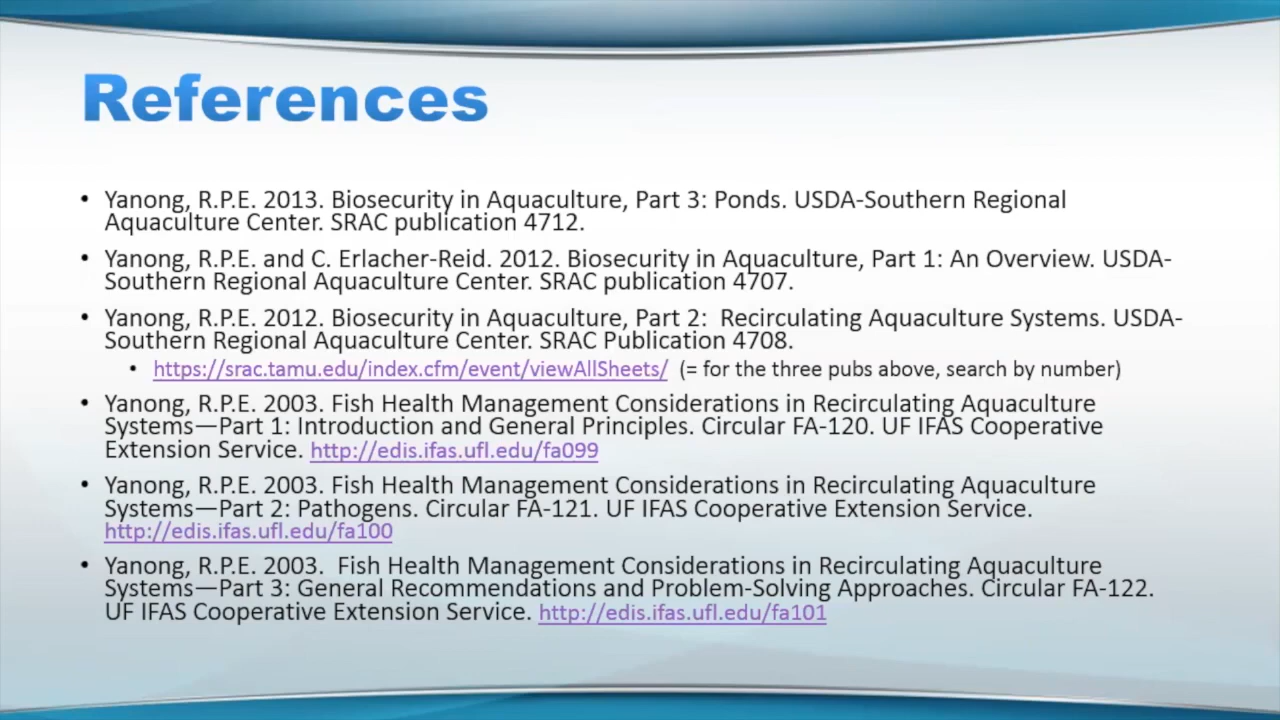 References
• Yanong, R.P.E. 2013. Biosecurity in Aquaculture, Part 3: Ponds. USDA-Southern Regional
Aquaculture Center. SRAC publication 4712.
• Yanong, R.P.E. and C. Erlacher-Reid. 2012. Biosecurity in Aquaculture, Part 1: An Overview. USDA-
Southern Regional Aquaculture Center. SRAC publication 4707.
• Yanong, R.P.E. 2012. Biosecurity in Aquaculture, Part 2:  Recirculating Aquaculture Systems. USDA-
Southern Regional Aquaculture Center. SRAC Publication 4708.
• https://srac.tamu.edu/index.cfm/event/viewAllSheets/  (= for the three pubs above, search by number)
• Yanong, R.P.E. 2003. Fish Health Management Considerations in Recirculating Aquaculture
Systems—Part 1: Introduction and General Principles. Circular FA-120. UF IFAS Cooperative
Extension Service. http://edis.ifas.ufl.edu/fa099
• Yanong, R.P.E. 2003. Fish Health Management Considerations in Recirculating Aquaculture
Systems—Part 2: Pathogens. Circular FA-121. UF IFAS Cooperative Extension Service.
http://edis.ifas.ufl.edu/fa100
• Yanong, R.P.E. 2003.  Fish Health Management Considerations in Recirculating Aquaculture
Systems—Part 3: General Recommendations and Problem-Solving Approaches. Circular FA-122.
UF IFAS Cooperative Extension Service. http://edis.ifas.ufl.edu/fa101